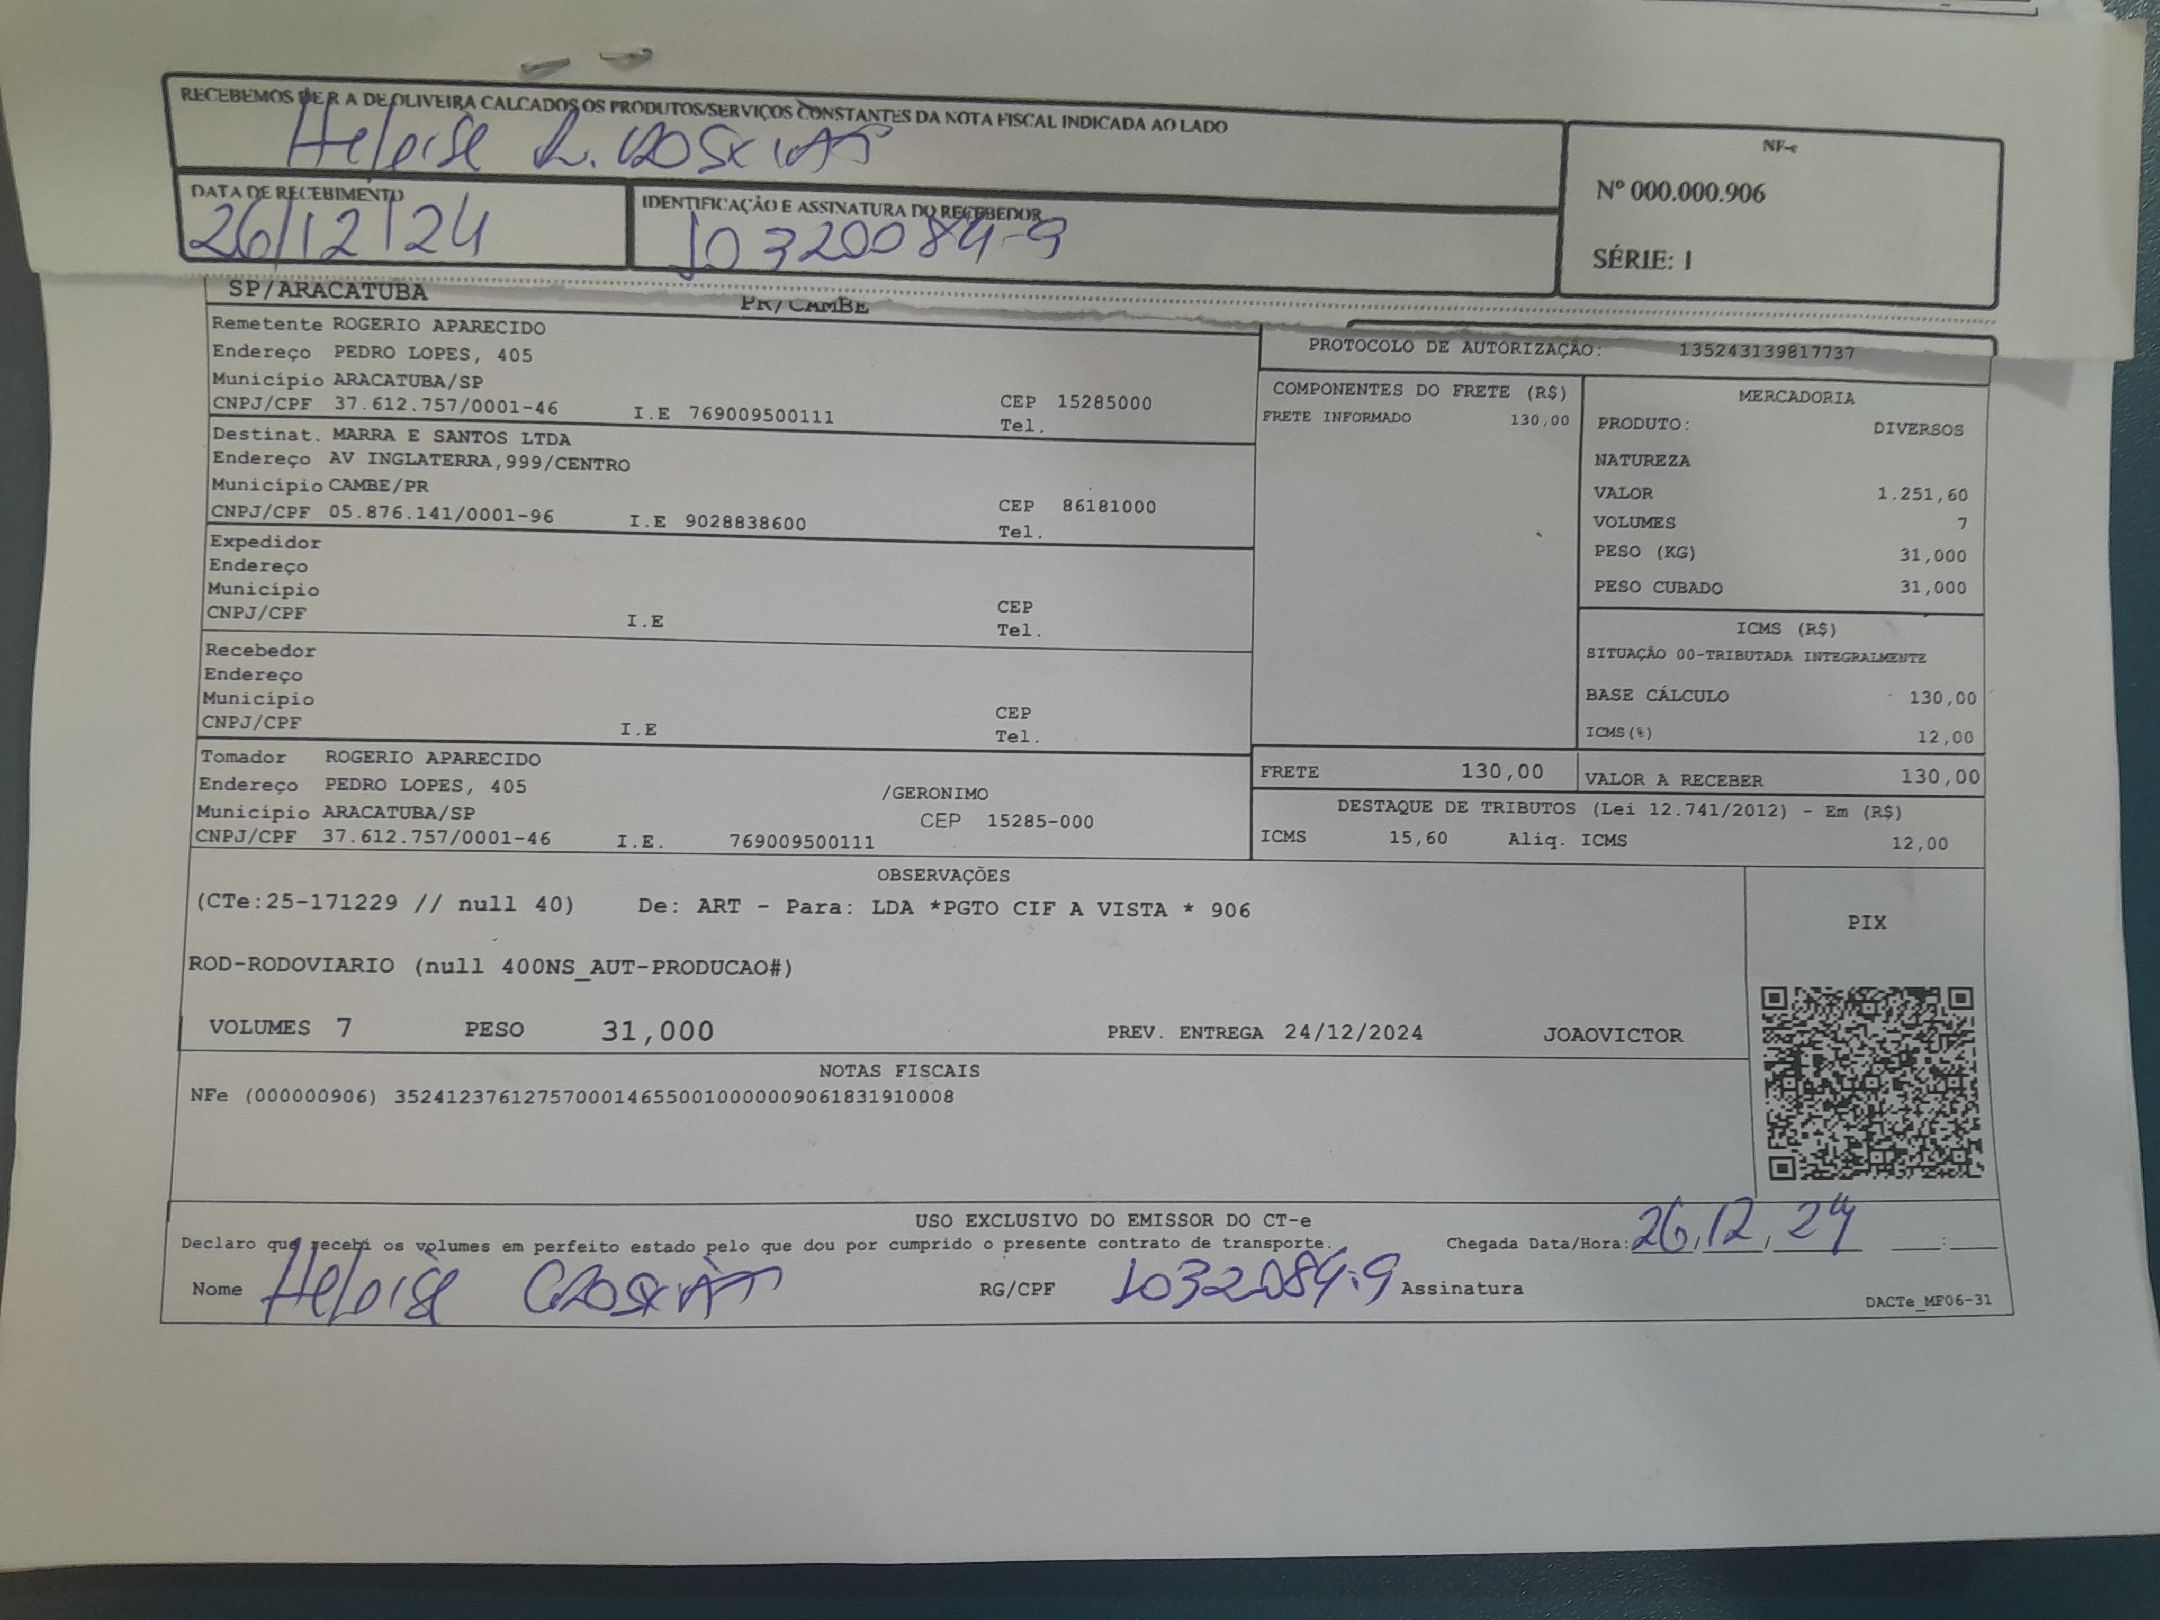 RECEBEMOS DE R A DE OLIVEIRA CALCADOS OS PRODUTOS/SERVIÇOS CONSTANTES DA NOTA FISCAL INDICADA AO LADO
Heloise R.
DATA DE RECEBIMENTO
26/12/24
IDENTIFICAÇÃO E ASSINATURA DO RECEBEDOR
10320084-9
NF-e
Nº 000.000.906
SÉRIE: 1
SP/ARACATUBA PR/CAMBE
Remetente ROGERIO APARECIDO
Endereço PEDRO LOPES, 405
Município ARACATUBA/SP
CNPJ/CPF 37.612.757/0001-46 I.E 769009500111 CEP 15285000
Tel.
Destinat. MARRA E SANTOS LTDA
Endereço AV INGLATERRA,999/CENTRO
Município CAMBE/PR
CNPJ/CPF 05.876.141/0001-96 I.E 9028838600 CEP 86181000
Tel.
Expedidor
Endereço
Município
CNPJ/CPF I.E CEP
Tel.
Recebedor
Endereço
Município
CNPJ/CPF I.E CEP
Tel.
Tomador ROGERIO APARECIDO
Endereço PEDRO LOPES, 405 /GERONIMO
Município ARACATUBA/SP CEP 15285-000
CNPJ/CPF 37.612.757/0001-46 I.E. 769009500111
PROTOCOLO DE AUTORIZAÇÃO: 135243139817737
COMPONENTES DO FRETE (R$)
FRETE INFORMADO 130,00
MERCADORIA
PRODUTO: DIVERSOS
NATUREZA
VALOR 1.251,60
VOLUMES 7
PESO (KG) 31,000
PESO CUBADO 31,000
ICMS (R$)
SITUAÇÃO 00-TRIBUTADA INTEGRALMENTE
BASE CÁLCULO 130,00
ICMS(%) 12,00
FRETE 130,00 VALOR A RECEBER 130,00
DESTAQUE DE TRIBUTOS (Lei 12.741/2012) - Em (R$)
ICMS 15,60 Aliq. ICMS 12,00
OBSERVAÇÕES
(CTe:25-171229 // null 40) De: ART - Para: LDA *PGTO CIF A VISTA * 906
ROD-RODOVIARIO (null 400NS_AUT-PRODUCAO#)
VOLUMES 7 PESO 31,000 PREV. ENTREGA 24/12/2024 JOAOVICTOR
PIX
NOTAS FISCAIS
NFe (000000906) 35241237612757000146550010000009061831910008
USO EXCLUSIVO DO EMISSOR DO CT-e
Declaro que recebi os volumes em perfeito estado pelo que dou por cumprido o presente contrato de transporte. Chegada Data/Hora: 26,12,24 __:__
Nome Heloise RG/CPF 1032084-9 Assinatura
DACTe_MF06-31